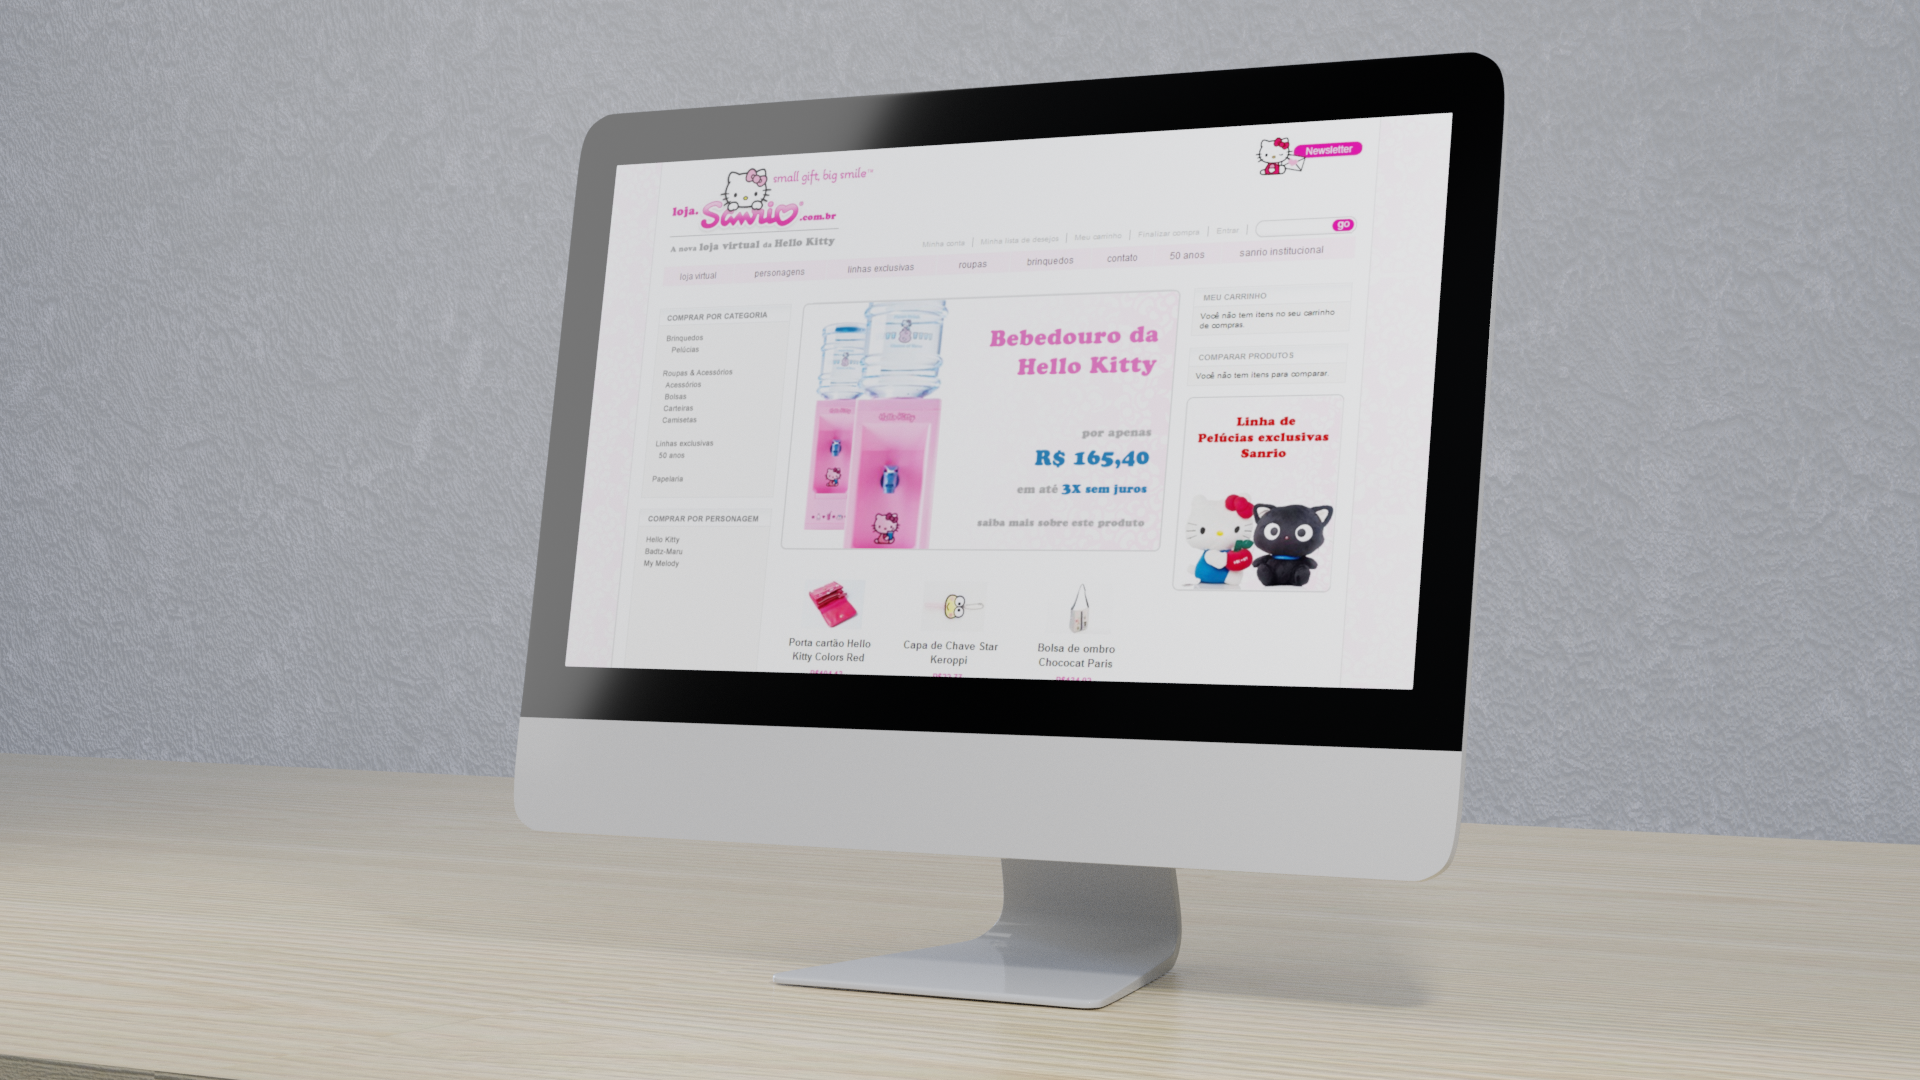 small gift, big smile™
loja.
Sanrio
.com.br
A nova loja virtual da Hello Kitty
Newsletter
Minha conta | Minha lista de desejos | Meu carrinho | Finalizar compra | Entrar |
go
loja virtual
personagens
linhas exclusivas
roupas
brinquedos
contato
50 anos
sanrio institucional
COMPRAR POR CATEGORIA
Brinquedos
Pelúcias
Roupas & Acessórios
Acessórios
Bolsas
Carteiras
Camisetas
Linhas exclusivas
50 anos
Papelaria
COMPRAR POR PERSONAGEM
Hello Kitty
Badtz-Maru
My Melody
Hello Kitty
Hello Kitty
Bebedouro da
Hello Kitty
por apenas
R$ 165,40
em até 3X sem juros
saiba mais sobre este produto
MEU CARRINHO
Você não tem itens no seu carrinho
de compras.
COMPARAR PRODUTOS
Você não tem itens para comparar.
Linha de
Pelúcias exclusivas
Sanrio
Porta cartão Hello
Kitty Colors Red
Capa de Chave Star
Keroppi
Bolsa de ombro
Chococat Paris